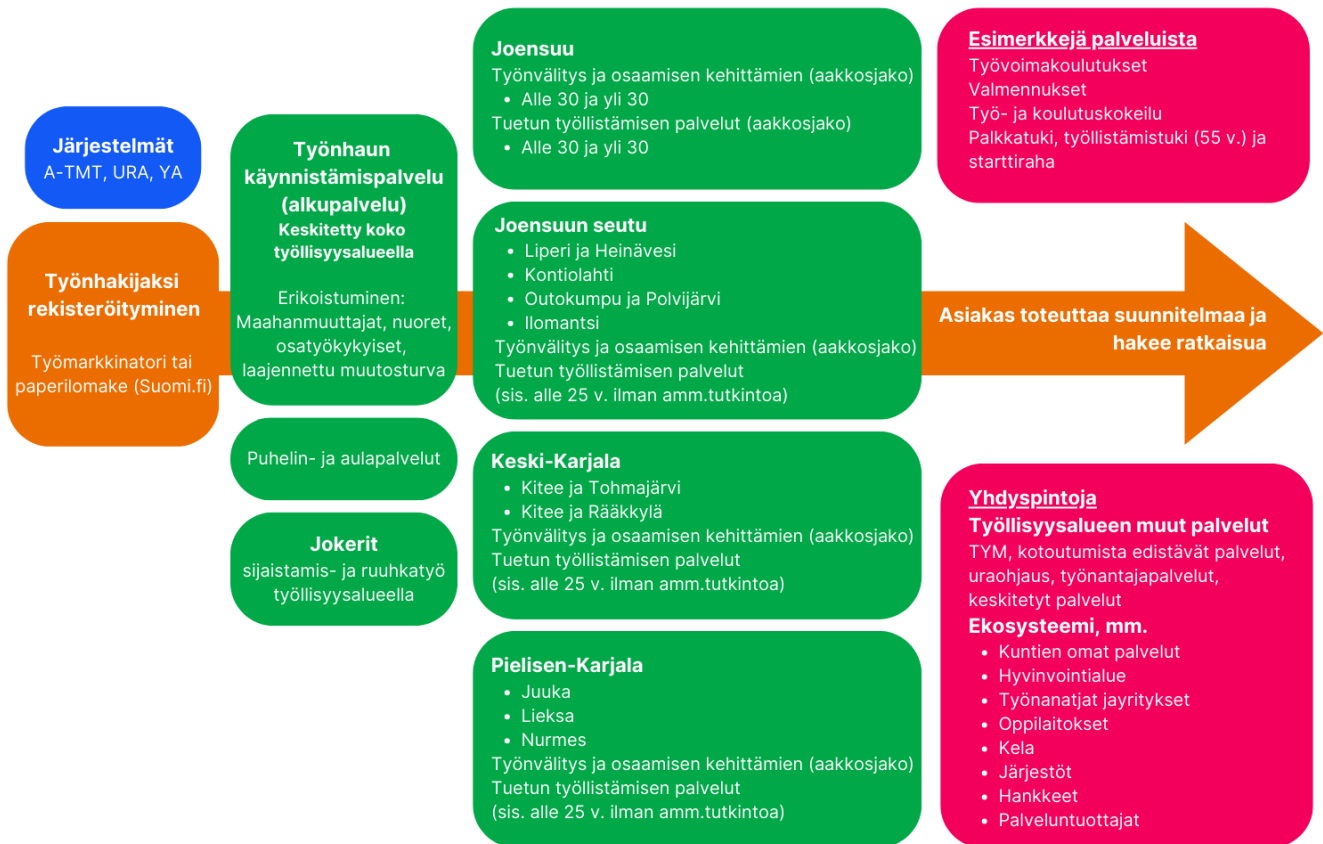 Järjestelmät
A-TMT, URA, YA
Työnhakijaksi
rekisteröityminen
Työmarkkinatori tai
paperilomake (Suomi.fi)
Työnhaun
käynnistämispalvelu
(alkupalvelu)
Keskitetty koko
työllisyysalueella
Erikoistuminen:
Maahanmuuttajat, nuoret,
osatyökykyiset,
laajennettu muutosturva
Puhelin- ja aulapalvelut
Jokerit
sijaistamis- ja ruuhkatyö
työllisyysalueella
Joensuu
Työnvälitys ja osaamisen kehittämien (aakkosjako)
• Alle 30 ja yli 30
Tuetun työllistämisen palvelut (aakkosjako)
• Alle 30 ja yli 30
Joensuun seutu
• Liperi ja Heinävesi
• Kontiolahti
• Outokumpu ja Polvijärvi
• Ilomantsi
Työnvälitys ja osaamisen kehittämien (aakkosjako)
Tuetun työllistämisen palvelut
(sis. alle 25 v. ilman amm.tutkintoa)
Keski-Karjala
• Kitee ja Tohmajärvi
• Kitee ja Rääkkylä
Työnvälitys ja osaamisen kehittämien (aakkosjako)
Tuetun työllistämisen palvelut
(sis. alle 25 v. ilman amm.tutkintoa)
Pielisen-Karjala
• Juuka
• Lieksa
• Nurmes
Työnvälitys ja osaamisen kehittämien (aakkosjako)
Tuetun työllistämisen palvelut
(sis. alle 25 v. ilman amm.tutkintoa)
Esimerkkejä palveluista
Työvoimakoulutukset
Valmennukset
Työ- ja koulutuskokeilu
Palkkatuki, työllistämistuki (55 v.) ja
starttiraha
Asiakas toteuttaa suunnitelmaa ja
hakee ratkaisua
Yhdyspintoja
Työllisyysalueen muut palvelut
TYM, kotoutumista edistävät palvelut,
uraohjaus, työnantajapalvelut,
keskitetyt palvelut
Ekosysteemi, mm.
• Kuntien omat palvelut
• Hyvinvointialue
• Työnanatjat jayritykset
• Oppilaitokset
• Kela
• Järjestöt
• Hankkeet
• Palveluntuottajat